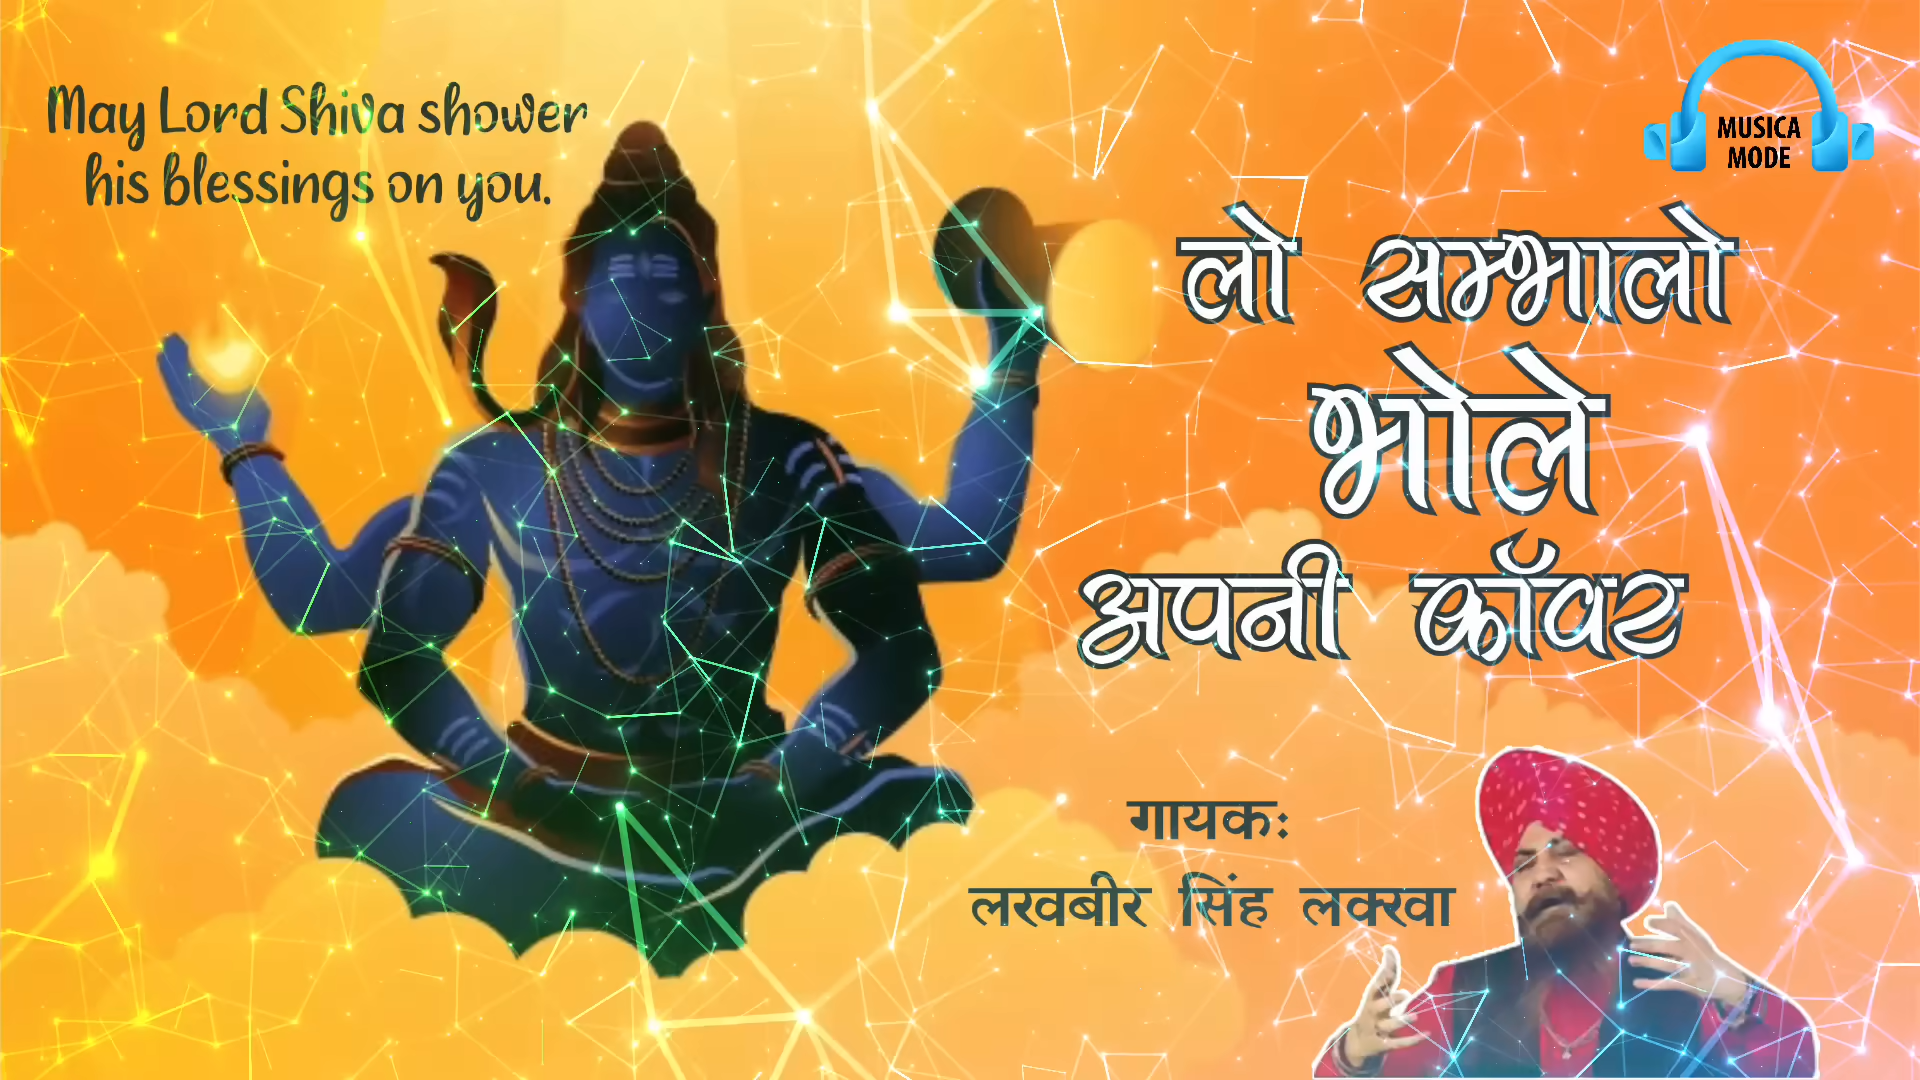 May Lord Shiva shower
his blessings on you.
MUSICA
MODE
लो सम्भालो
भोले
अपनी कॉवर
गायकः
लखबीर सिंह लक्खा